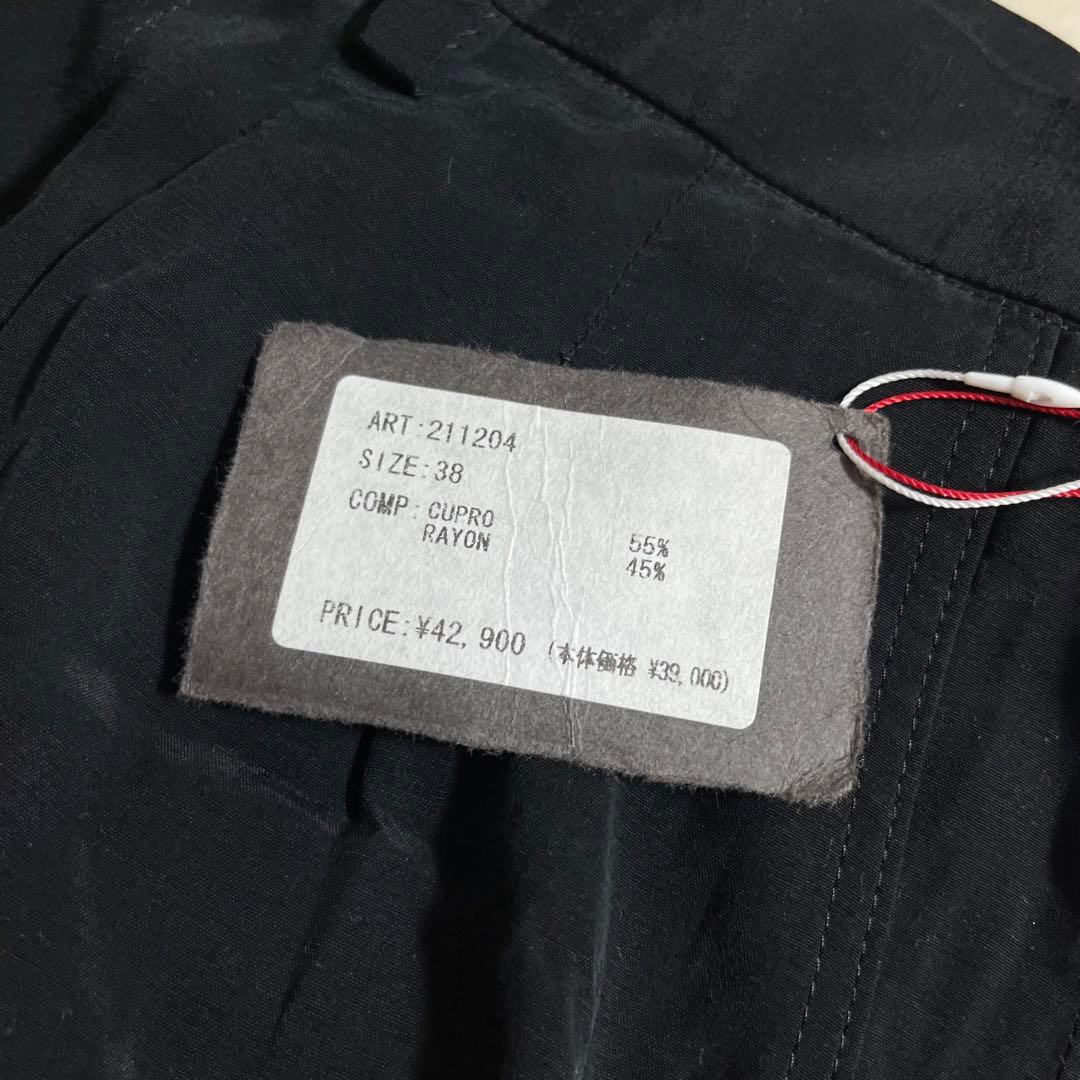 ART:211204
SIZE:38
COMP:CUPRO 55%
RAYON 45%
PRICE:¥42,900 (本体価格 ¥39,000)